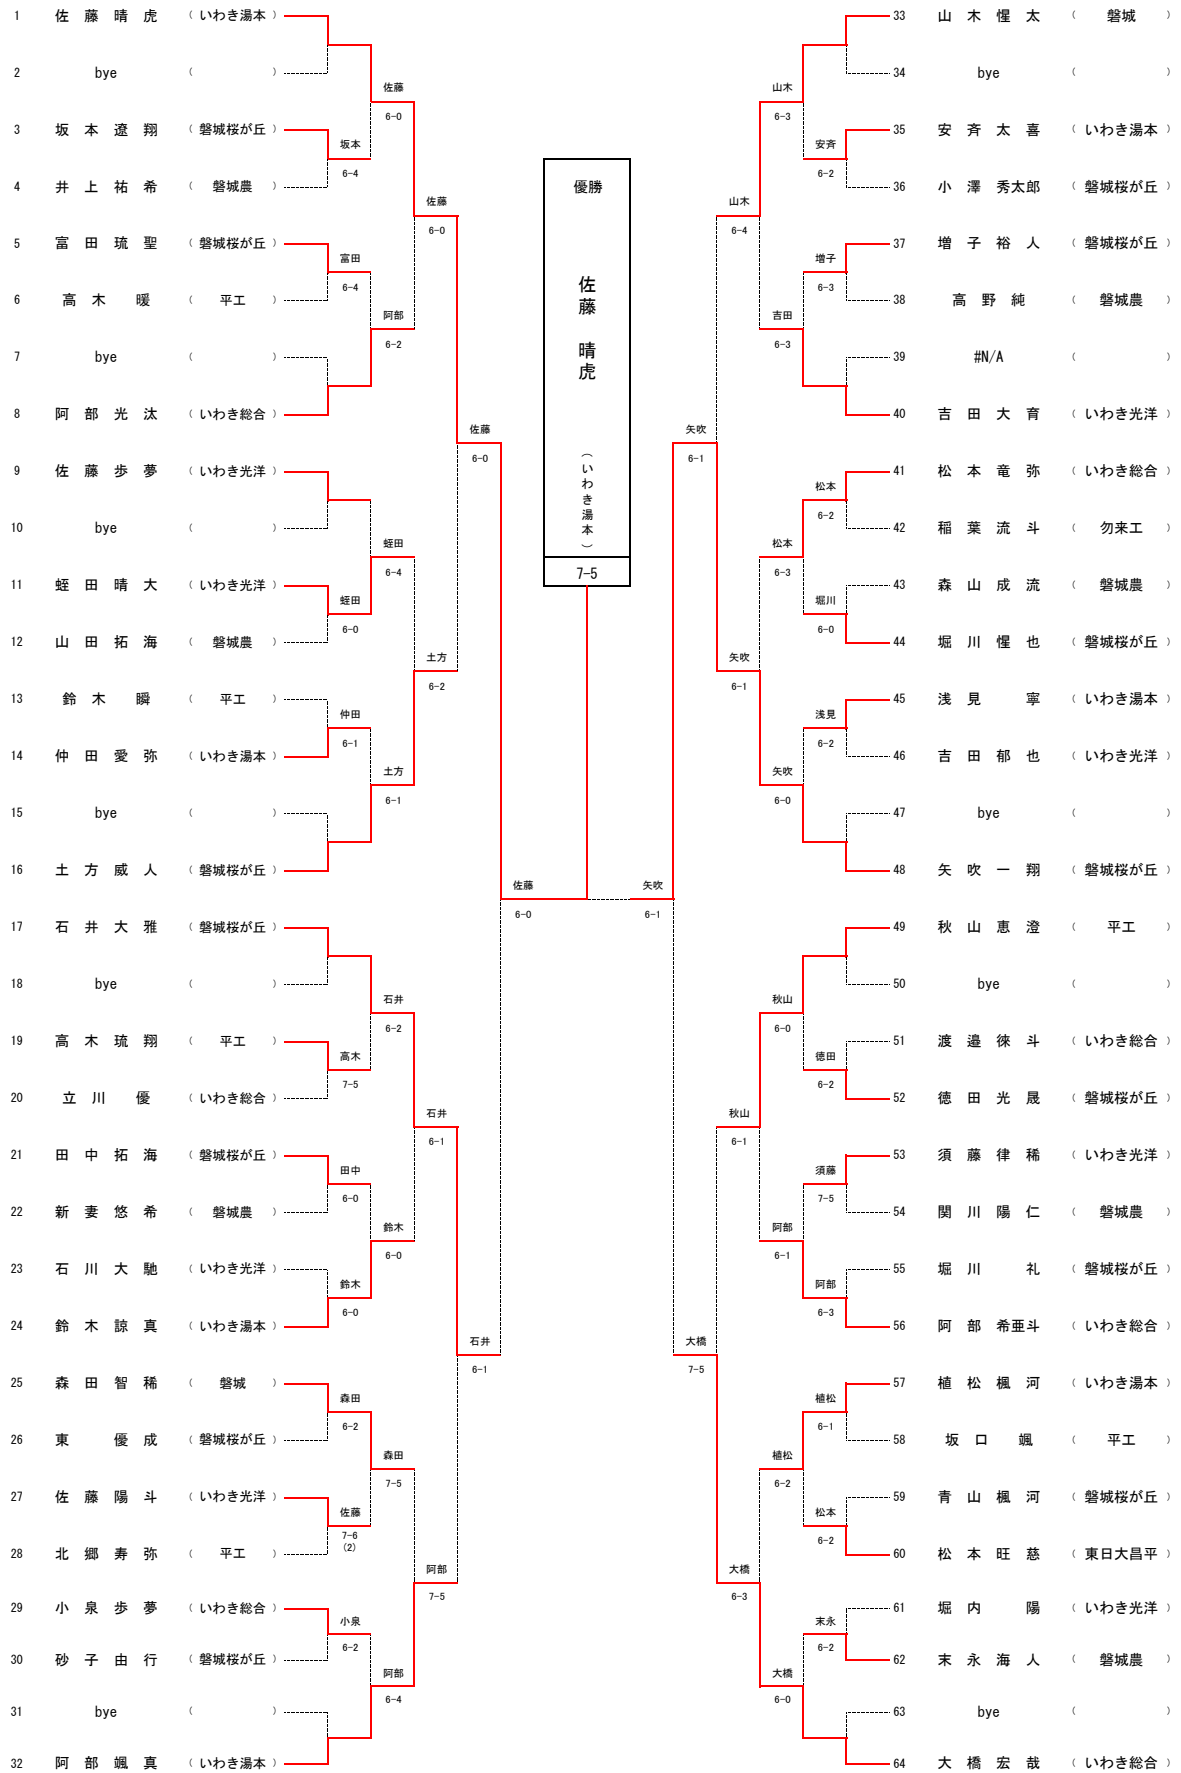 1 佐藤晴虎 （いわき湯本）
2 bye （ ）
3 坂本遼翔 （磐城桜が丘）
4 井上祐希 （磐城農）
5 富田琉聖 （磐城桜が丘）
6 高木 暖 （平工）
7 bye （ ）
8 阿部光汰 （いわき総合）
9 佐藤歩夢 （いわき光洋）
10 bye （ ）
11 蛭田晴大 （いわき光洋）
12 山田拓海 （磐城農）
13 鈴木 瞬 （平工）
14 仲田愛弥 （いわき湯本）
15 bye （ ）
16 土方威人 （磐城桜が丘）
17 石井大雅 （磐城桜が丘）
18 bye （ ）
19 高木琉翔 （平工）
20 立川 優 （いわき総合）
21 田中拓海 （磐城桜が丘）
22 新妻悠希 （磐城農）
23 石川大馳 （いわき光洋）
24 鈴木諒真 （いわき湯本）
25 森田智稀 （磐城）
26 東 優成 （磐城桜が丘）
27 佐藤陽斗 （いわき光洋）
28 北郷寿弥 （平工）
29 小泉歩夢 （いわき総合）
30 砂子由行 （磐城桜が丘）
31 bye （ ）
32 阿部颯真 （いわき湯本）
坂本
6-4
富田
6-4
蛭田
6-0
仲田
6-1
高木
7-5
田中
6-0
鈴木
6-0
森田
6-2
佐藤
7-6
(2)
小泉
6-2
佐藤
6-0
阿部
6-2
蛭田
6-4
土方
6-1
石井
6-2
鈴木
6-0
森田
7-5
阿部
6-4
佐藤
6-0
土方
6-2
石井
6-1
阿部
7-5
佐藤
6-0
石井
6-1
佐藤
6-0
優勝
佐藤 晴虎
（いわき湯本）
7-5
矢吹
6-1
矢吹
6-1
大橋
7-5
山木
6-4
矢吹
6-1
秋山
6-1
大橋
6-3
山木
6-3
吉田
6-3
松本
6-3
矢吹
6-0
秋山
6-0
阿部
6-1
植松
6-2
大橋
6-0
安斉
6-2
増子
6-3
松本
6-2
堀川
6-0
浅見
6-2
徳田
6-2
須藤
7-5
阿部
6-3
植松
6-1
松本
6-2
末永
6-2
33 山木惺太 （磐城）
34 bye （ ）
35 安斉太喜 （いわき湯本）
36 小澤秀太郎 （磐城桜が丘）
37 増子裕人 （磐城桜が丘）
38 高野純 （磐城農）
39 #N/A （ ）
40 吉田大育 （いわき光洋）
41 松本竜弥 （いわき総合）
42 稲葉流斗 （勿来工）
43 森山成流 （磐城農）
44 堀川惺也 （磐城桜が丘）
45 浅見 寧 （いわき湯本）
46 吉田郁也 （いわき光洋）
47 bye （ ）
48 矢吹一翔 （磐城桜が丘）
49 秋山恵澄 （平工）
50 bye （ ）
51 渡邉徠斗 （いわき総合）
52 徳田光晟 （磐城桜が丘）
53 須藤律稀 （いわき光洋）
54 関川陽仁 （磐城農）
55 堀川 礼 （磐城桜が丘）
56 阿部希亜斗 （いわき総合）
57 植松楓河 （いわき湯本）
58 坂口 颯 （平工）
59 青山楓河 （磐城桜が丘）
60 松本旺慈 （東日大昌平）
61 堀内 陽 （いわき光洋）
62 末永海人 （磐城農）
63 bye （ ）
64 大橋宏哉 （いわき総合）